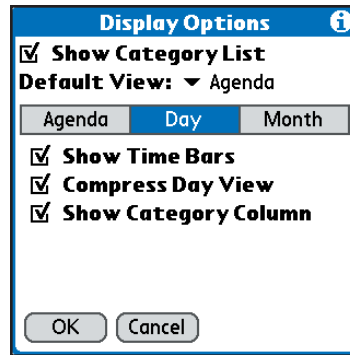 Display Options i
Show Category List
Default View: Agenda
Agenda Day Month
Show Time Bars
Compress Day View
Show Category Column
OK Cancel